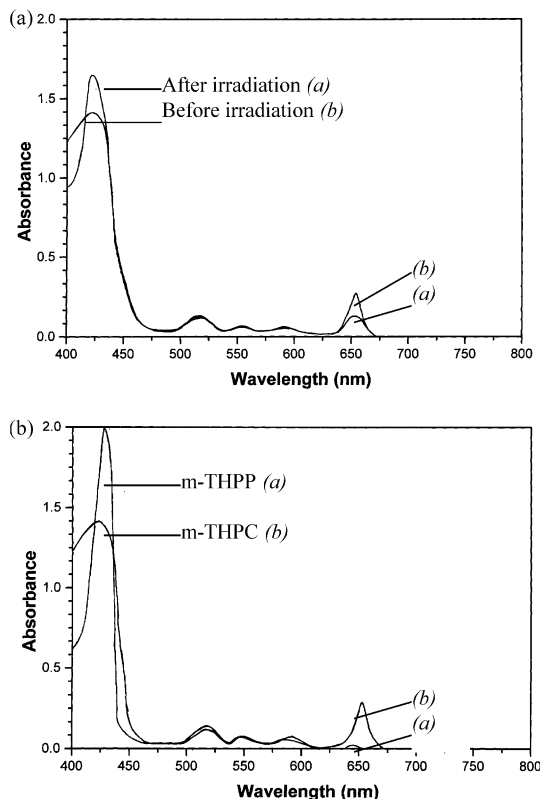 (a)
2.0
1.5
1.0
0.5
0.0
Absorbance
After irradiation (a)
Before irradiation (b)
(b)
(a)
400 450 500 550 600 650 700 750 800
Wavelength (nm)
(b)
2.0
1.5
1.0
0.5
0.0
Absorbance
m-THPP (a)
m-THPC (b)
(b)
(a)
400 450 500 550 600 650 700 750 800
Wavelength (nm)